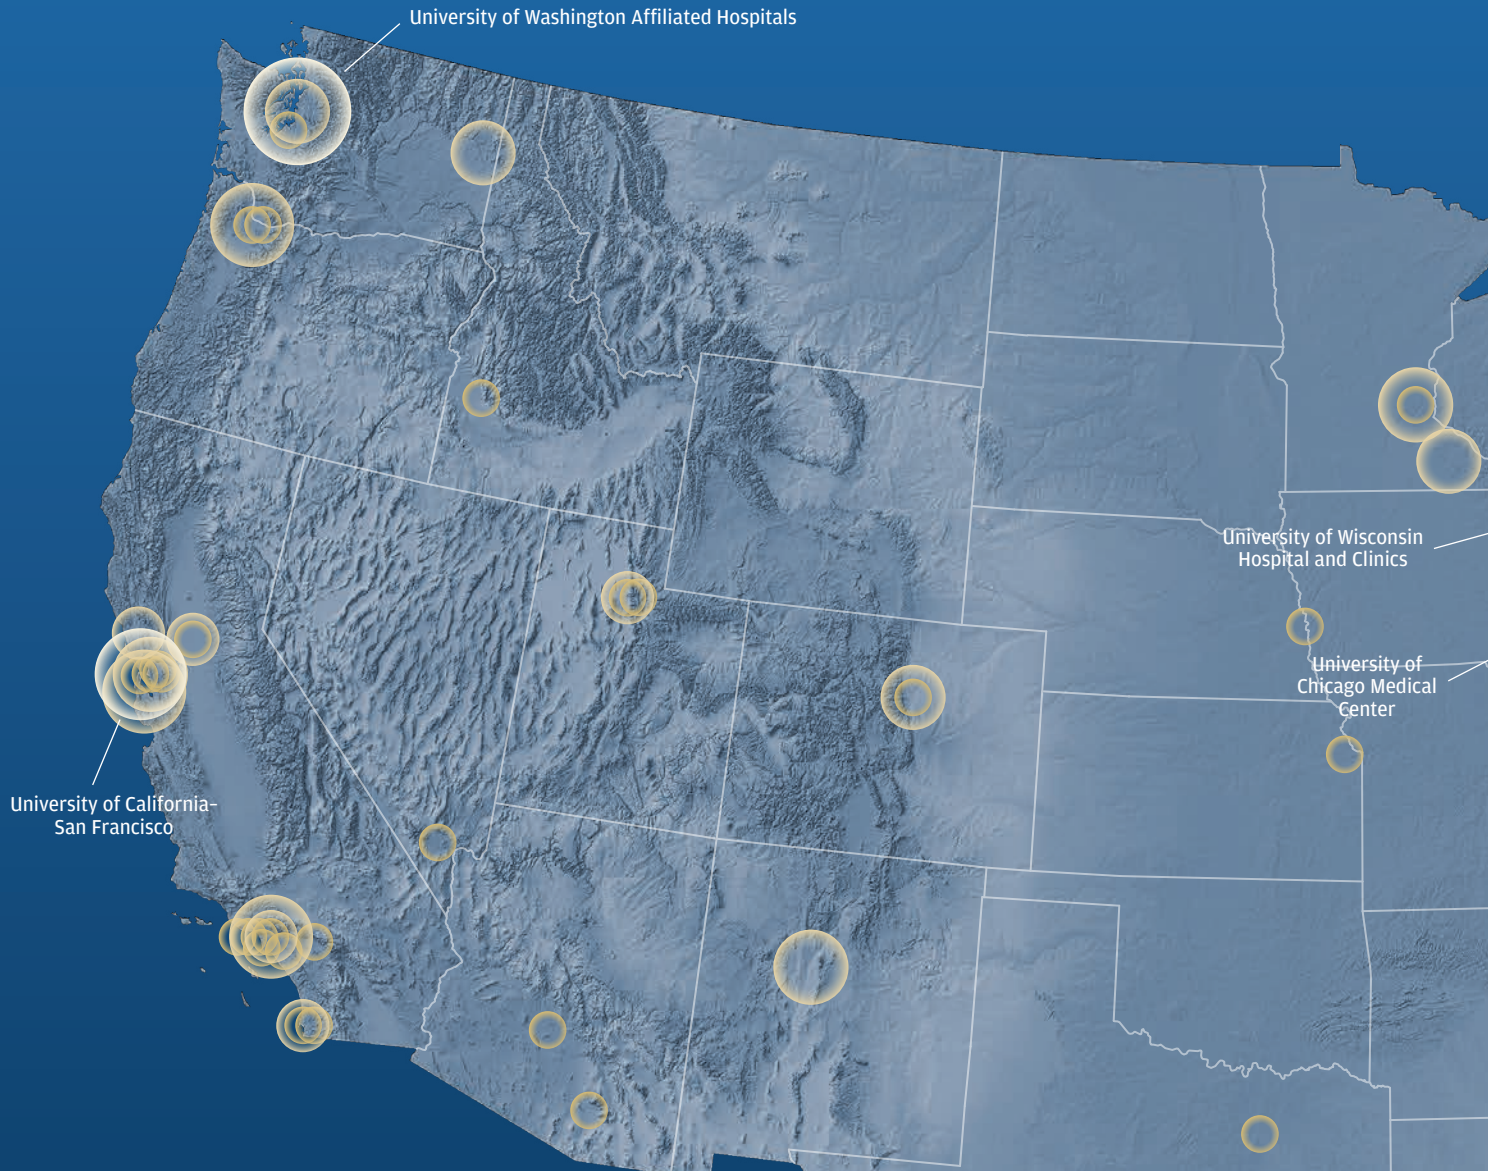 University of Washington Affiliated Hospitals
University of Wisconsin
Hospital and Clinics
University of
Chicago Medical
Center
University of California–
San Francisco